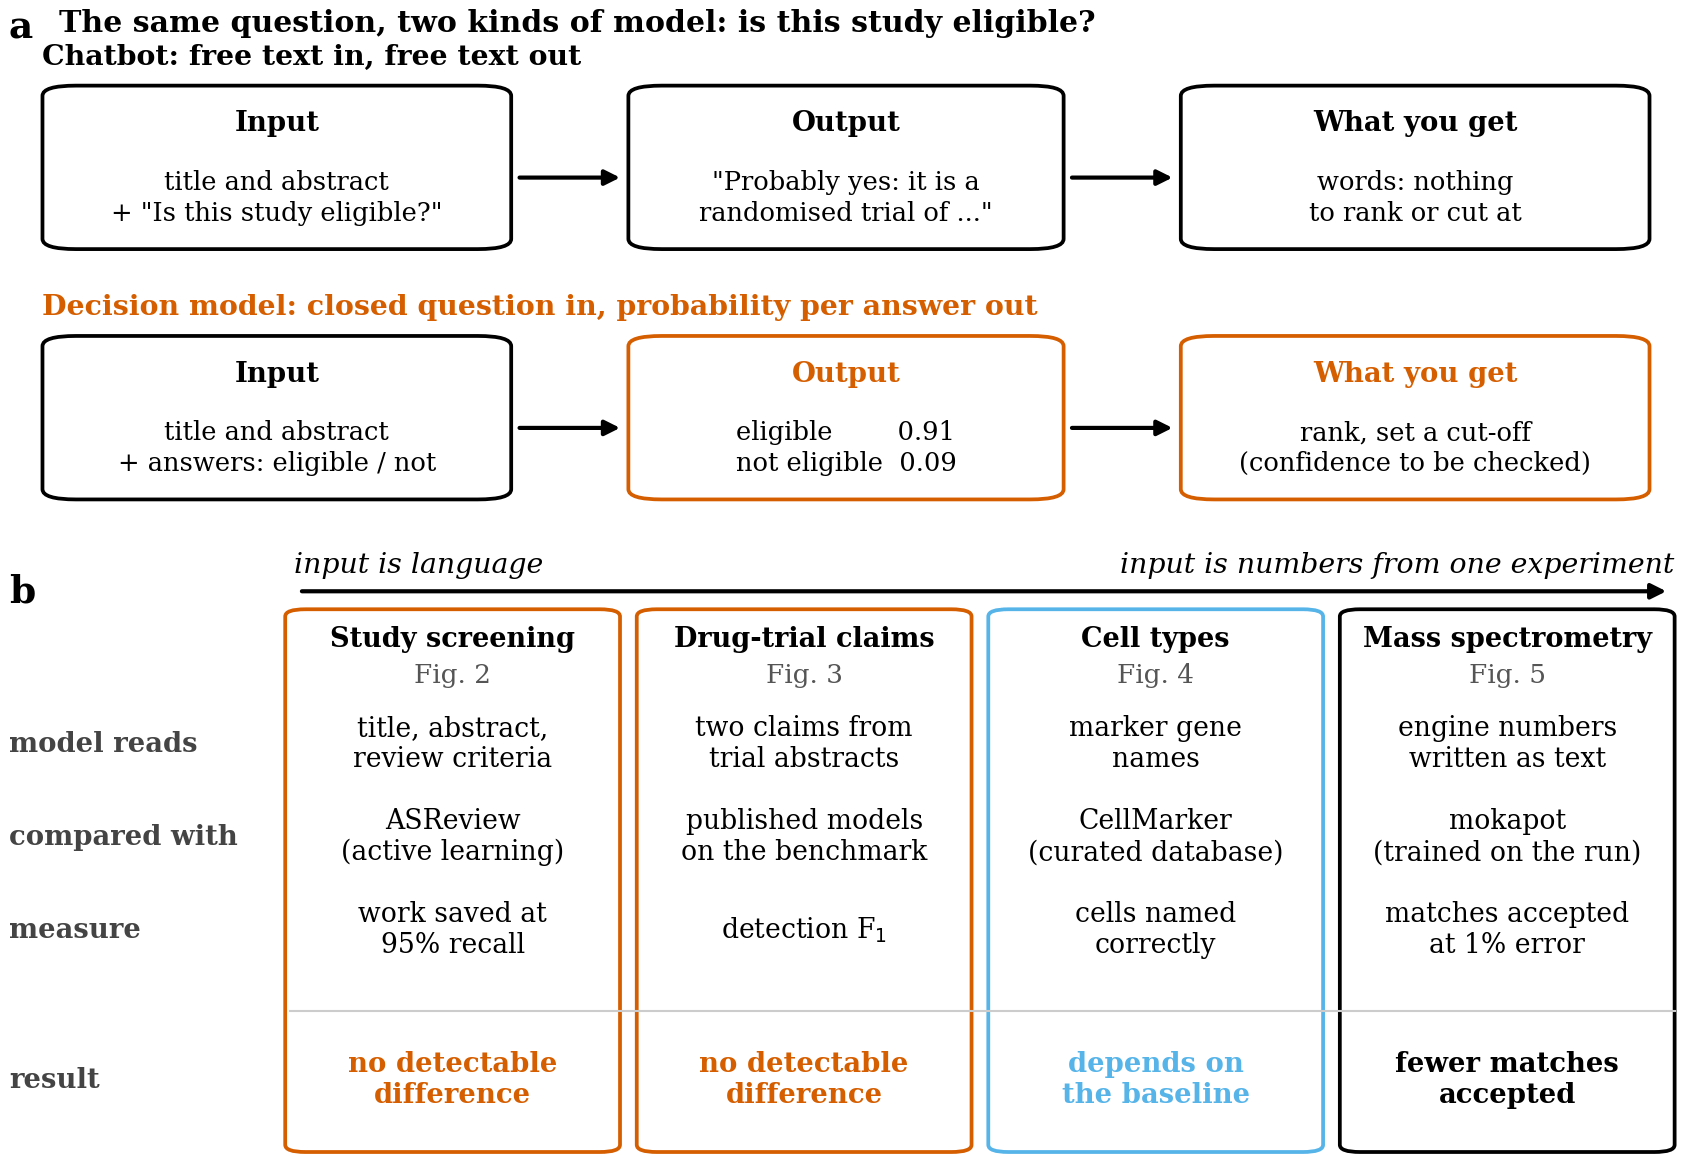 a The same question, two kinds of model: is this study eligible?
Chatbot: free text in, free text out
Input
title and abstract
+ "Is this study eligible?"
Output
"Probably yes: it is a
randomised trial of ..."
What you get
words: nothing
to rank or cut at
Decision model: closed question in, probability per answer out
Input
title and abstract
+ answers: eligible / not
Output
eligible 0.91
not eligible 0.09
What you get
rank, set a cut-off
(confidence to be checked)
b
input is language
input is numbers from one experiment
Study screening
Fig. 2
Drug-trial claims
Fig. 3
Cell types
Fig. 4
Mass spectrometry
Fig. 5
model reads
title, abstract,
review criteria
two claims from
trial abstracts
marker gene
names
engine numbers
written as text
compared with
ASReview
(active learning)
published models
on the benchmark
CellMarker
(curated database)
mokapot
(trained on the run)
measure
work saved at
95% recall
detection F₁
cells named
correctly
matches accepted
at 1% error
result
no detectable
difference
no detectable
difference
depends on
the baseline
fewer matches
accepted